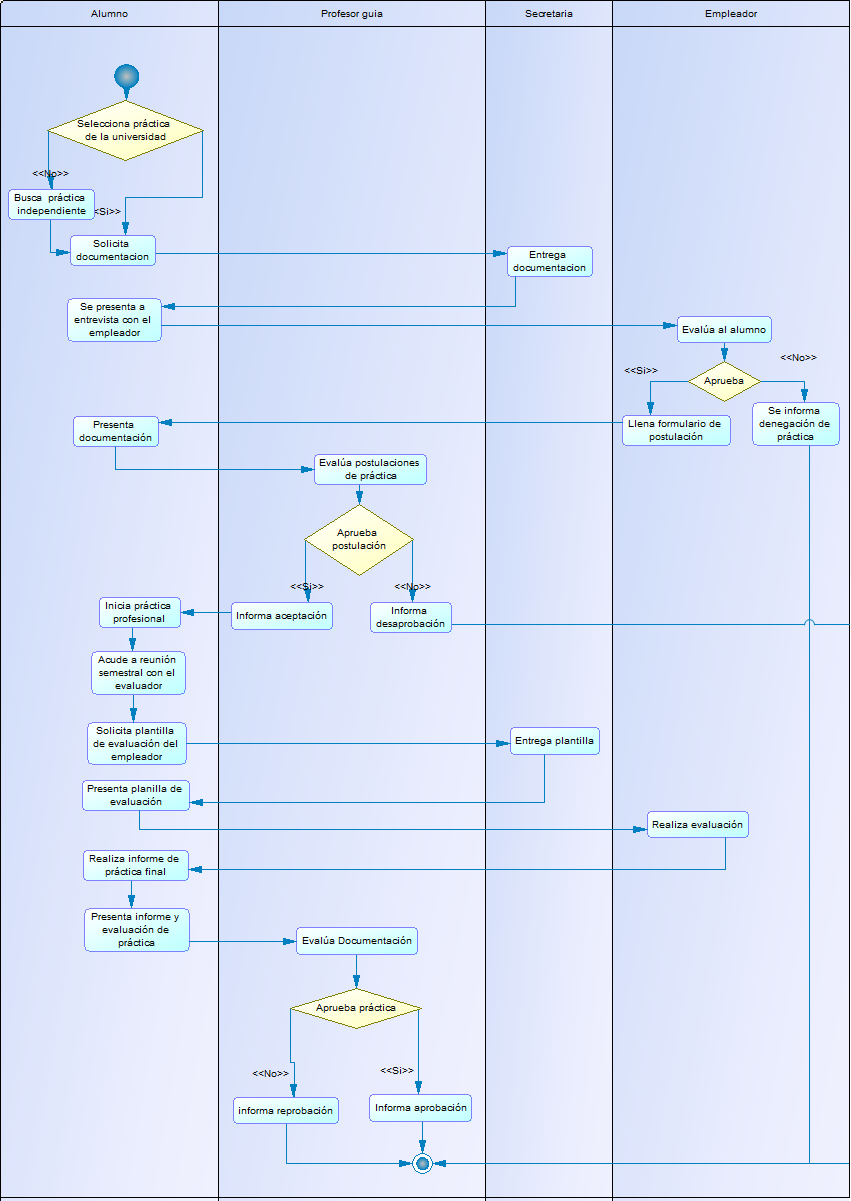 Alumno
Profesor guia
Secretaria
Empleador
Selecciona práctica
de la universidad
<<No>>
Busca práctica
independiente
<<Si>>
Solicita
documentacion
Entrega
documentacion
Se presenta a
entrevista con el
empleador
Evalúa al alumno
<<Si>>
Aprueba
<<No>>
Llena formulario de
postulación
Se informa
denegación de
práctica
Presenta
documentación
Evalúa postulaciones
de práctica
Aprueba
postulación
<<Si>>
<<No>>
Inicia práctica
profesional
Informa aceptación
Informa
desaprobación
Acude a reunión
semestral con el
evaluador
Solicita plantilla
de evaluación del
empleador
Entrega plantilla
Presenta planilla de
evaluación
Realiza evaluación
Realiza informe de
práctica final
Presenta informe y
evaluación de
práctica
Evalúa Documentación
Aprueba práctica
<<No>>
<<Si>>
informa reprobación
Informa aprobación